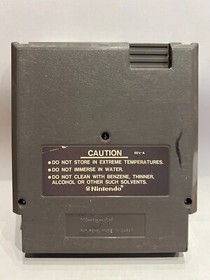 CAUTION
REV-A
●DO NOT STORE IN EXTREME TEMPERATURES.
●DO NOT IMMERSE IN WATER.
●DO NOT CLEAN WITH BENZENE, THINNER,
ALCOHOL OR OTHER SUCH SOLVENTS.
Nintendo®
Nintendo